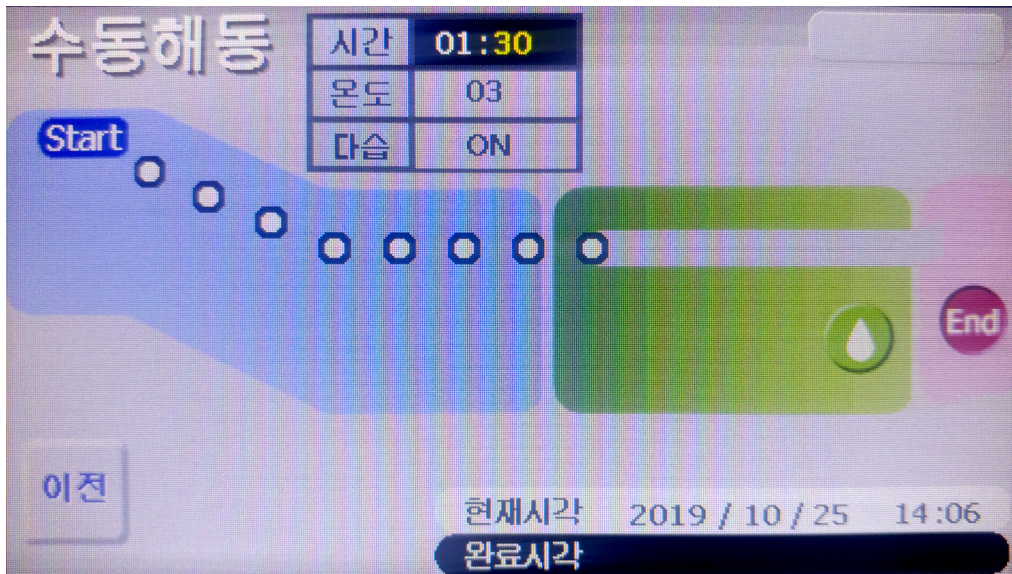 수동해동
시간 01:30
온도 03
다습 ON
Start
End
이전
현재시각 2019 / 10 / 25 14:06
완료시각